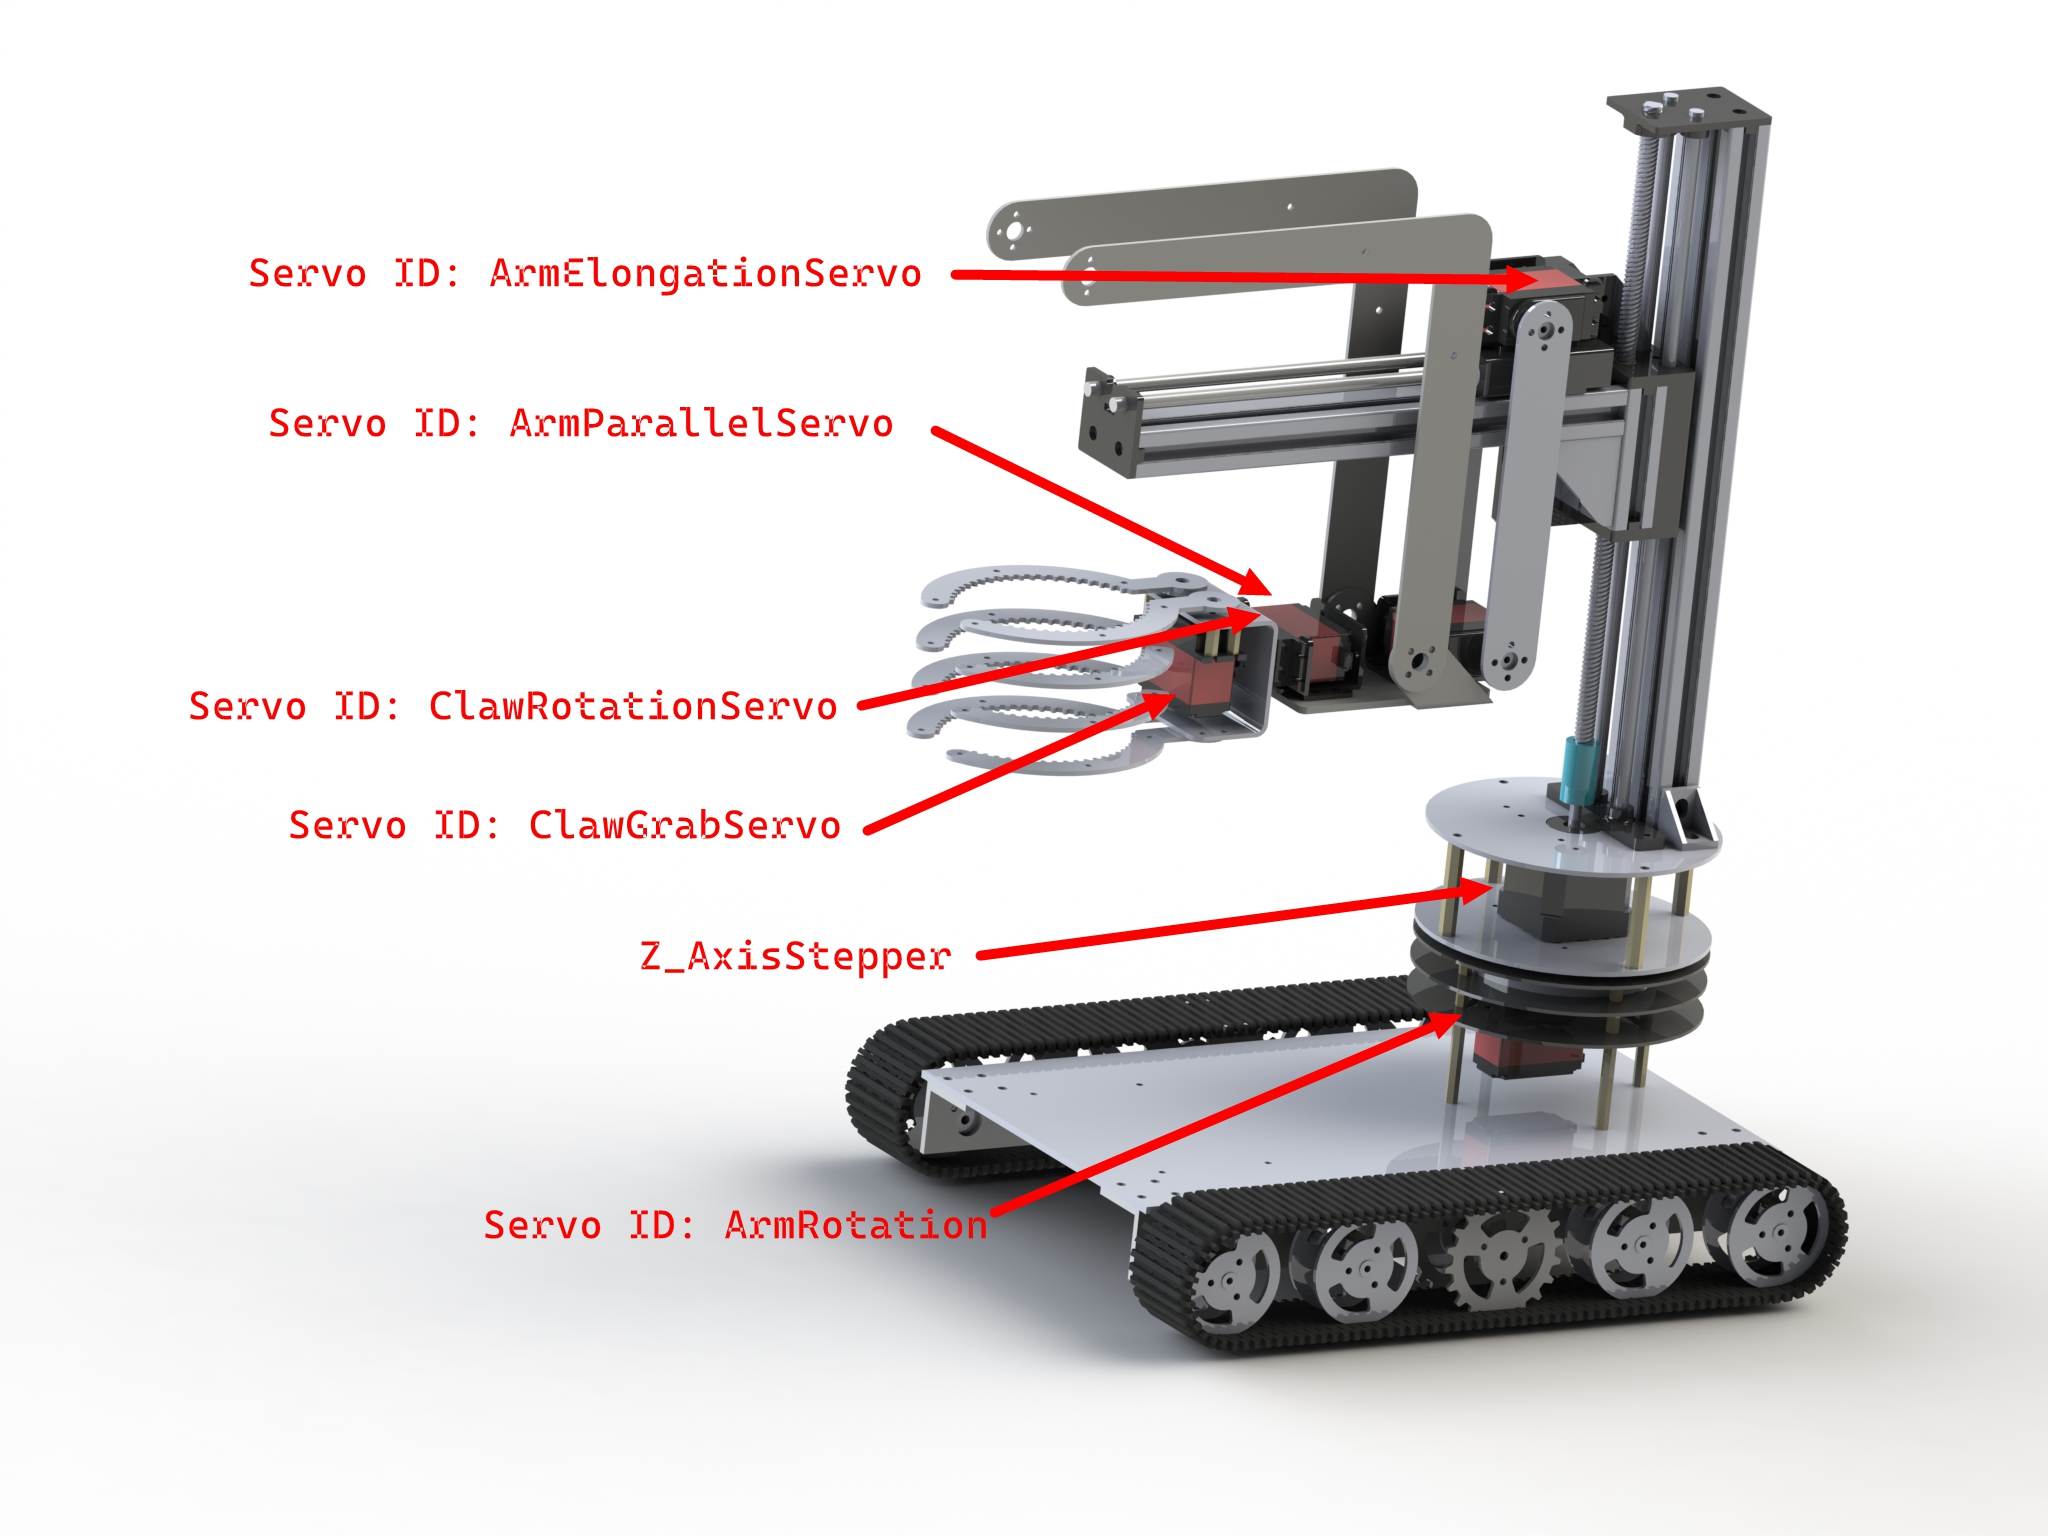 Servo ID: ArmElongationServo
Servo ID: ArmParallelServo
Servo ID: ClawRotationServo
Servo ID: ClawGrabServo
Z_AxisStepper
Servo ID: ArmRotation